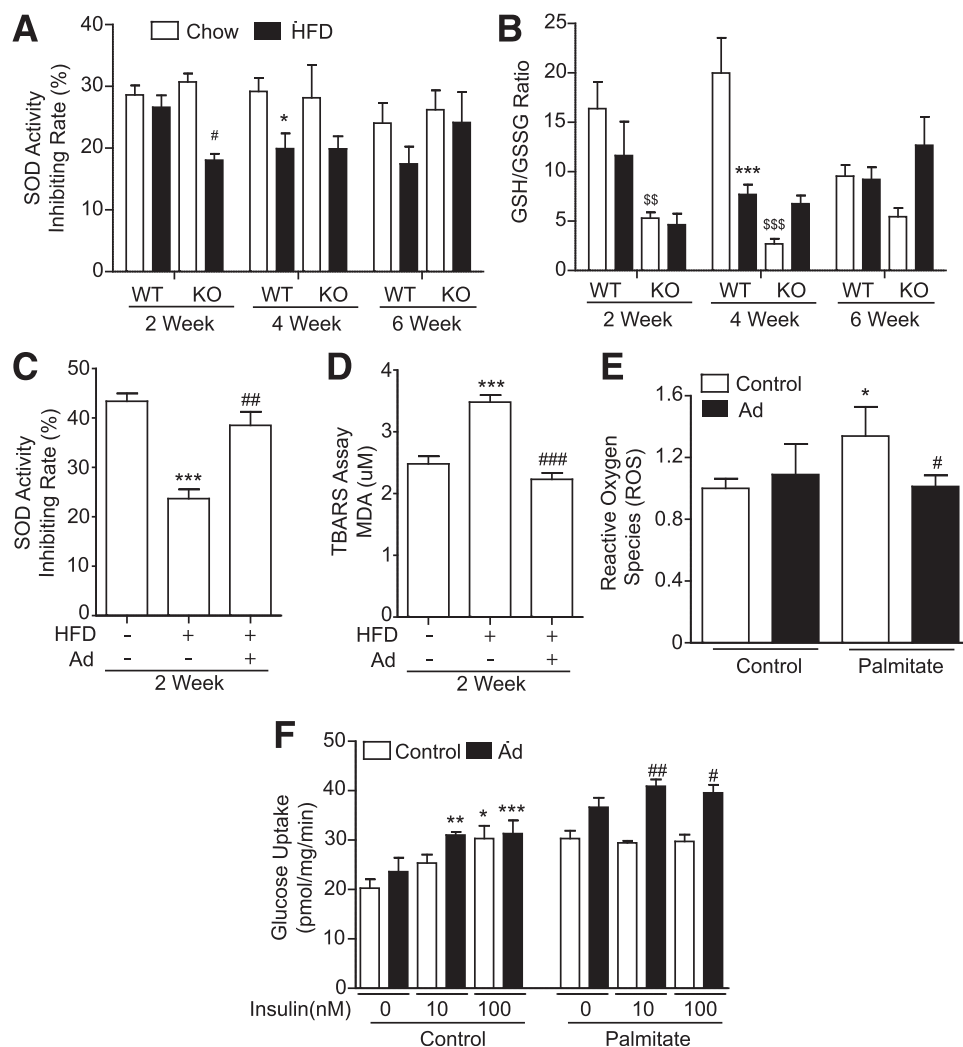 A
Chow HFD
SOD Activity
Inhibiting Rate (%)
40
30
20
10
0
#
*
WT KO WT KO WT KO
2 Week 4 Week 6 Week
B
GSH/GSSG Ratio
25
20
15
10
5
0
$$
***
$$$
WT KO WT KO WT KO
2 Week 4 Week 6 Week
C
SOD Activity
Inhibiting Rate (%)
50
40
30
20
10
0
***
##
HFD - + +
Ad - - +
2 Week
D
TBARS Assay
MDA (uM)
4
3
2
1
0
***
###
- + +
- - +
2 Week
E
Control
Ad
Reactive Oxygen
Species (ROS)
1.6
1.2
0.8
0.4
0
*
#
Control Palmitate
F
Control Ad
Glucose Uptake
(pmol/mg/min)
50
40
30
20
10
0
** * *** ## #
Insulin(nM) 0 10 100 0 10 100
Control Palmitate